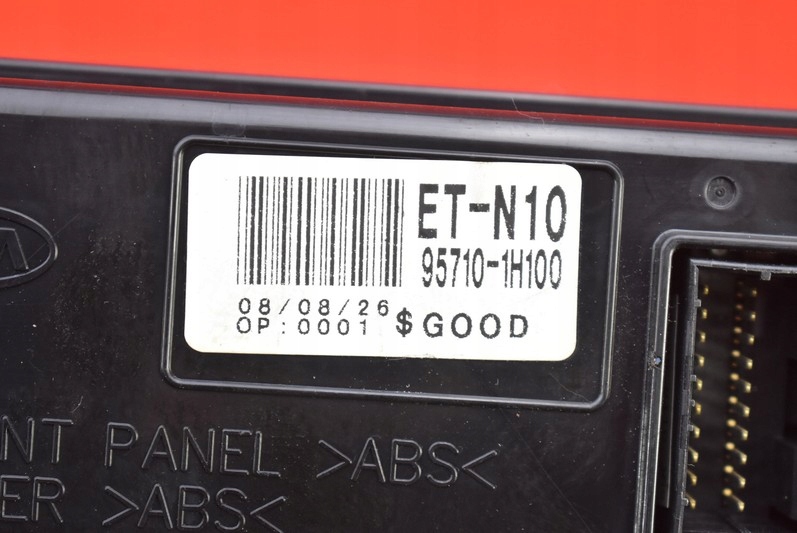 ET-N10
95710-1H100
08/08/26
OP:0001 $GOOD
NT PANEL >ABS<
ER >ABS<